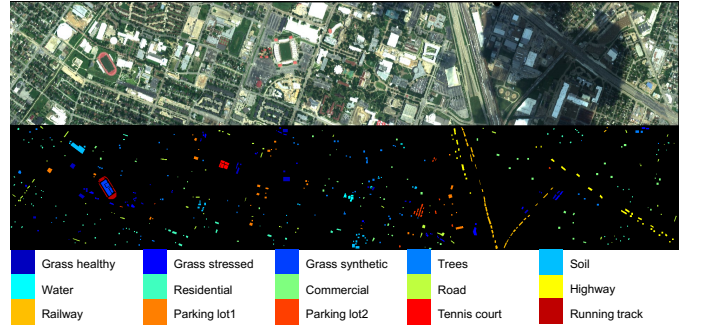 Grass healthy Grass stressed Grass synthetic Trees Soil
Water Residential Commercial Road Highway
Railway Parking lot1 Parking lot2 Tennis court Running track